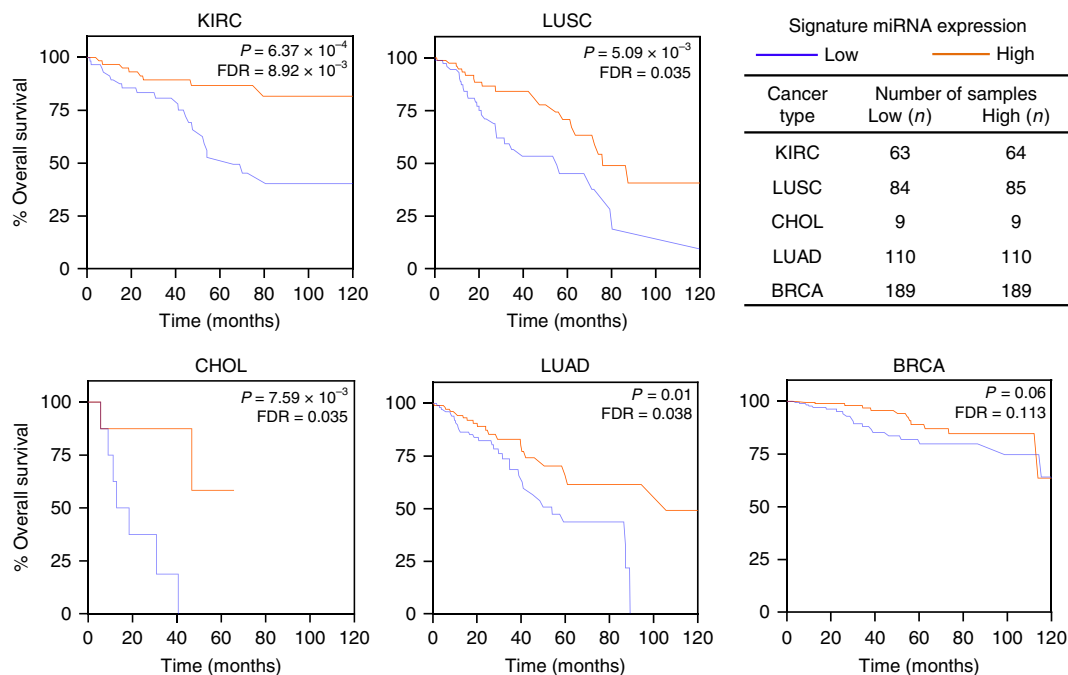 KIRC
P = 6.37 × 10⁻⁴
FDR = 8.92 × 10⁻³
100
75
50
25
0
% Overall survival
0 20 40 60 80 100 120
Time (months)
LUSC
P = 5.09 × 10⁻³
FDR = 0.035
100
75
50
25
0
0 20 40 60 80 100 120
Time (months)
Signature miRNA expression
Low High
Cancer type Number of samples
Low (n) High (n)
KIRC 63 64
LUSC 84 85
CHOL 9 9
LUAD 110 110
BRCA 189 189
CHOL
P = 7.59 × 10⁻³
FDR = 0.035
100
75
50
25
0
% Overall survival
0 20 40 60 80 100 120
Time (months)
LUAD
P = 0.01
FDR = 0.038
100
75
50
25
0
0 20 40 60 80 100 120
Time (months)
BRCA
P = 0.06
FDR = 0.113
100
75
50
25
0
0 20 40 60 80 100 120
Time (months)